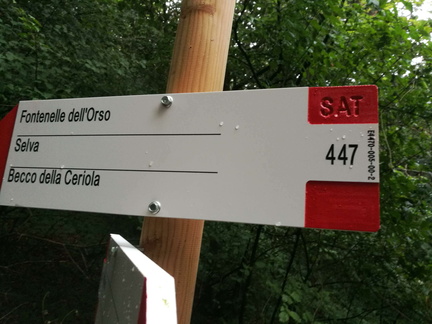 Fontenelle dell'Orso
Selva
Becco della Ceriola
SAT
447